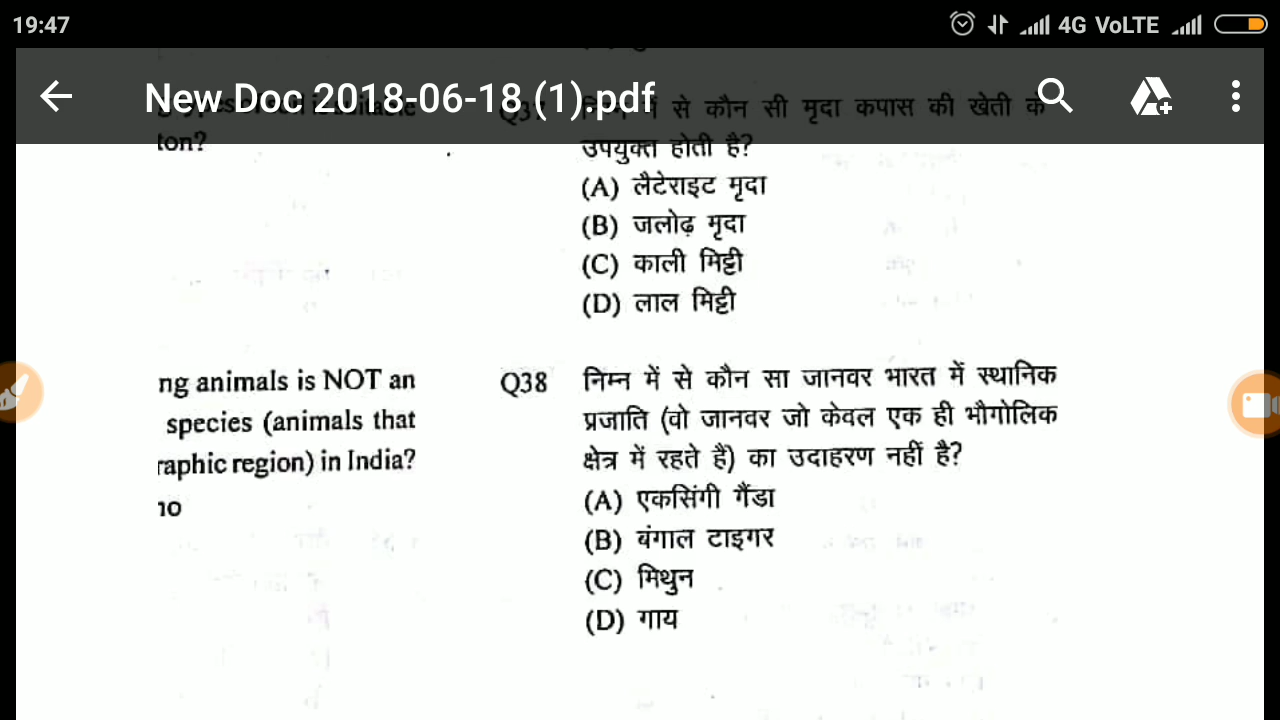 19:47
4G VoLTE
New Doc 2018-06-18 (1).pdf
ton?
Q37 निम्न में से कौन सी मृदा कपास की खेती के
उपयुक्त होती है?
(A) लैटेराइट मृदा
(B) जलोढ़ मृदा
(C) काली मिट्टी
(D) लाल मिट्टी
ng animals is NOT an
species (animals that
raphic region) in India?
no
Q38 निम्न में से कौन सा जानवर भारत में स्थानिक
प्रजाति (वो जानवर जो केवल एक ही भौगोलिक
क्षेत्र में रहते हैं) का उदाहरण नहीं है?
(A) एकसिंगी गैंडा
(B) बंगाल टाइगर
(C) मिथुन
(D) गाय